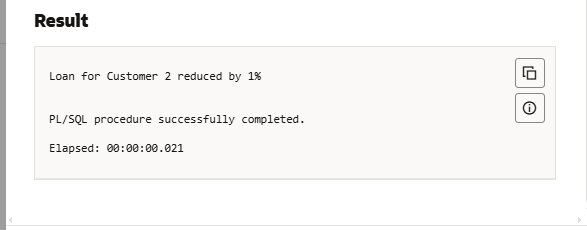 Result
Loan for Customer 2 reduced by 1%
PL/SQL procedure successfully completed.
Elapsed: 00:00:00.021